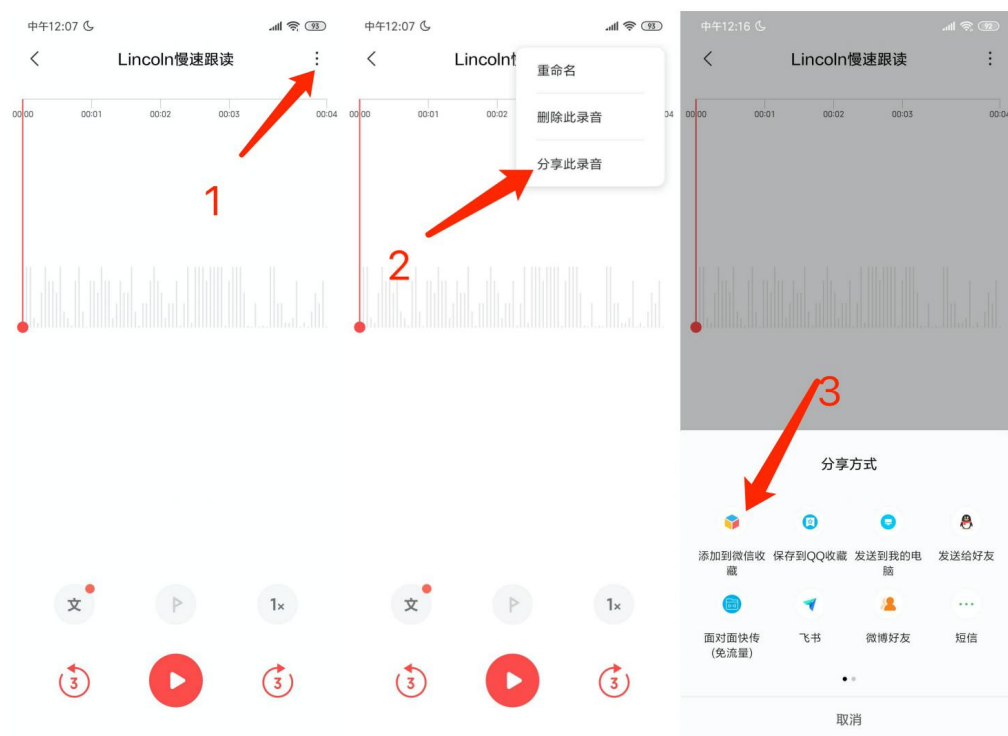 中午12:07
93
Lincoln慢速跟读
00:00 00:01 00:02 00:03 00:04
1
文
1×
3
3
中午12:07
93
Lincoln
重命名
删除此录音
分享此录音
00:00 00:01 00:02 04
2
文
1×
3
3
中午12:16
92
Lincoln慢速跟读
00:00 00:01 00:02 00:03 00:04
3
分享方式
添加到微信收藏
保存到QQ收藏
发送到我的电脑
发送给好友
面对面快传
(免流量)
飞书
微博好友
短信
取消